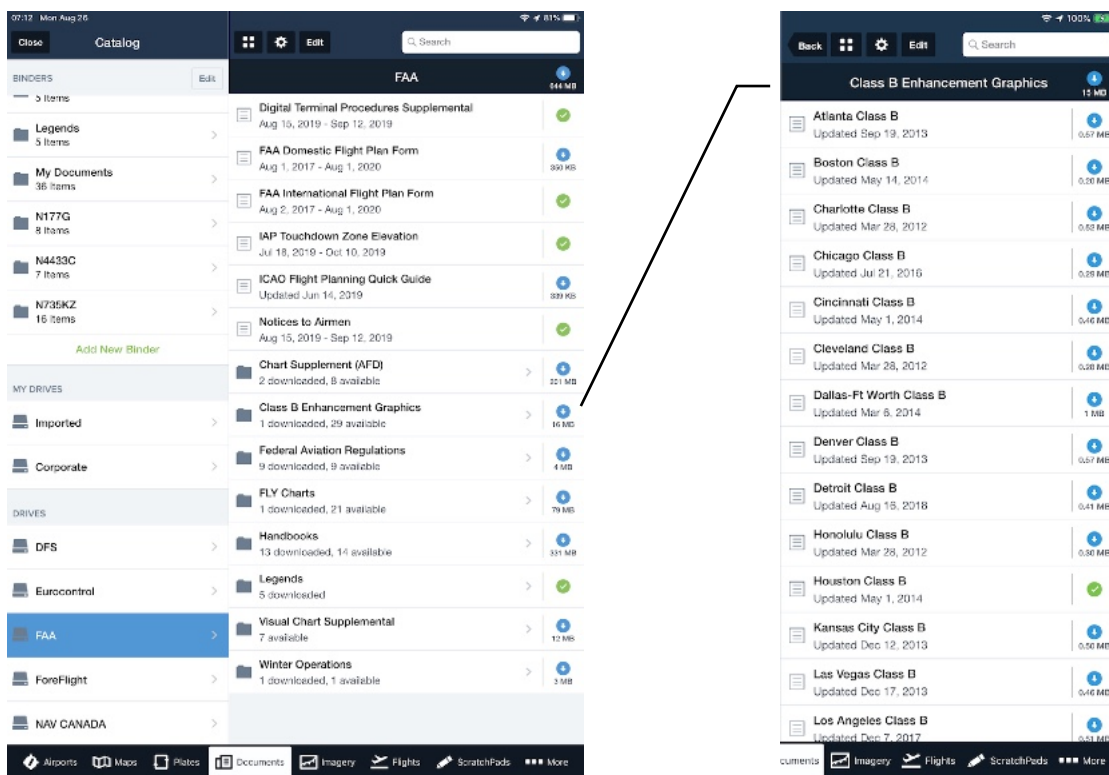 07:12 Mon Aug 26
81%
Close
Catalog
BINDERS
Edit
5 Items
Legends
5 Items
My Documents
36 Items
N177G
8 Items
N4433C
7 Items
N735KZ
16 Items
Add New Binder
MY DRIVES
Imported
Corporate
DRIVES
DFS
Eurocontrol
FAA
ForeFlight
NAV CANADA
Edit
Search
FAA
644 MB
Digital Terminal Procedures Supplemental
Aug 15, 2019 - Sep 12, 2019
FAA Domestic Flight Plan Form
Aug 1, 2017 - Aug 1, 2020
350 KB
FAA International Flight Plan Form
Aug 2, 2017 - Aug 1, 2020
IAP Touchdown Zone Elevation
Jul 18, 2019 - Oct 10, 2019
ICAO Flight Planning Quick Guide
Updated Jun 14, 2019
339 KB
Notices to Airmen
Aug 15, 2019 - Sep 12, 2019
Chart Supplement (AFD)
2 downloaded, 8 available
MB
Class B Enhancement Graphics
1 downloaded, 29 available
16 MB
Federal Aviation Regulations
9 downloaded, 9 available
4 MB
FLY Charts
1 downloaded, 21 available
79 MB
Handbooks
13 downloaded, 14 available
331 MB
Legends
5 downloaded
Visual Chart Supplemental
7 available
12 MB
Winter Operations
1 downloaded, 1 available
3 MB
Airports Maps Plates Documents Imagery Flights ScratchPads More
100%
Back
Edit
Search
Class B Enhancement Graphics
15 MB
Atlanta Class B
Updated Sep 19, 2013
0.57 MB
Boston Class B
Updated May 14, 2014
0.20 MB
Charlotte Class B
Updated Mar 28, 2012
0.52 MB
Chicago Class B
Updated Jul 21, 2016
0.29 MB
Cincinnati Class B
Updated May 1, 2014
0.46 MB
Cleveland Class B
Updated Mar 28, 2012
0.28 MB
Dallas-Ft Worth Class B
Updated Mar 6, 2014
1 MB
Denver Class B
Updated Sep 19, 2013
0.57 MB
Detroit Class B
Updated Aug 16, 2018
0.41 MB
Honolulu Class B
Updated Mar 28, 2012
0.30 MB
Houston Class B
Updated May 1, 2014
Kansas City Class B
Updated Dec 12, 2013
0.50 MB
Las Vegas Class B
Updated Dec 17, 2013
0.46 MB
Los Angeles Class B
Updated Dec 7, 2017
0.51 MB
cuments Imagery Flights ScratchPads More